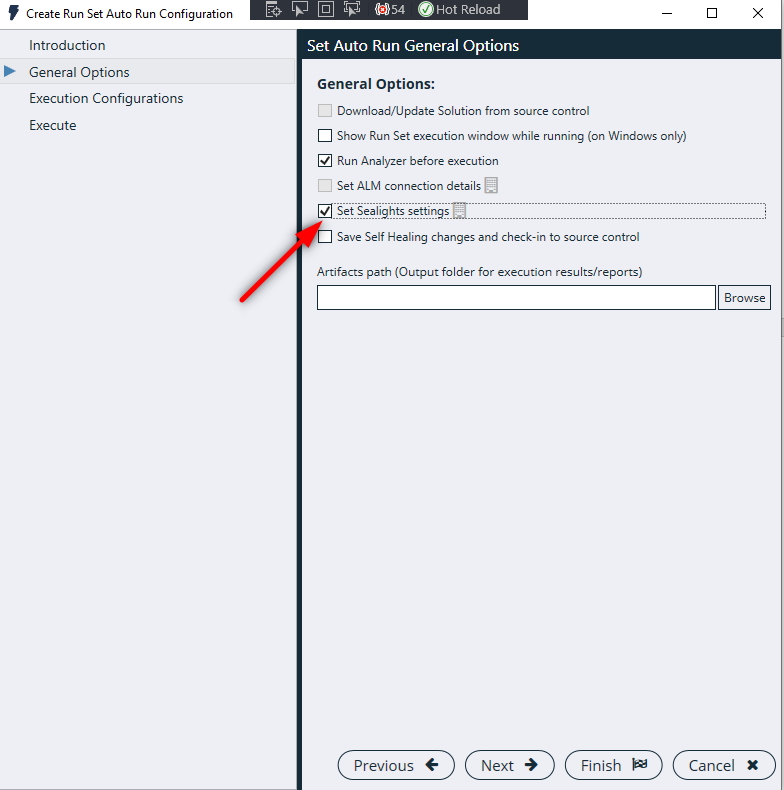 Create Run Set Auto Run Configuration
54
Hot Reload
Introduction
General Options
Execution Configurations
Execute
Set Auto Run General Options
General Options:
Download/Update Solution from source control
Show Run Set execution window while running (on Windows only)
Run Analyzer before execution
Set ALM connection details
Set Sealights settings
Save Self Healing changes and check-in to source control
Artifacts path (Output folder for execution results/reports)
Browse
Previous
Next
Finish
Cancel